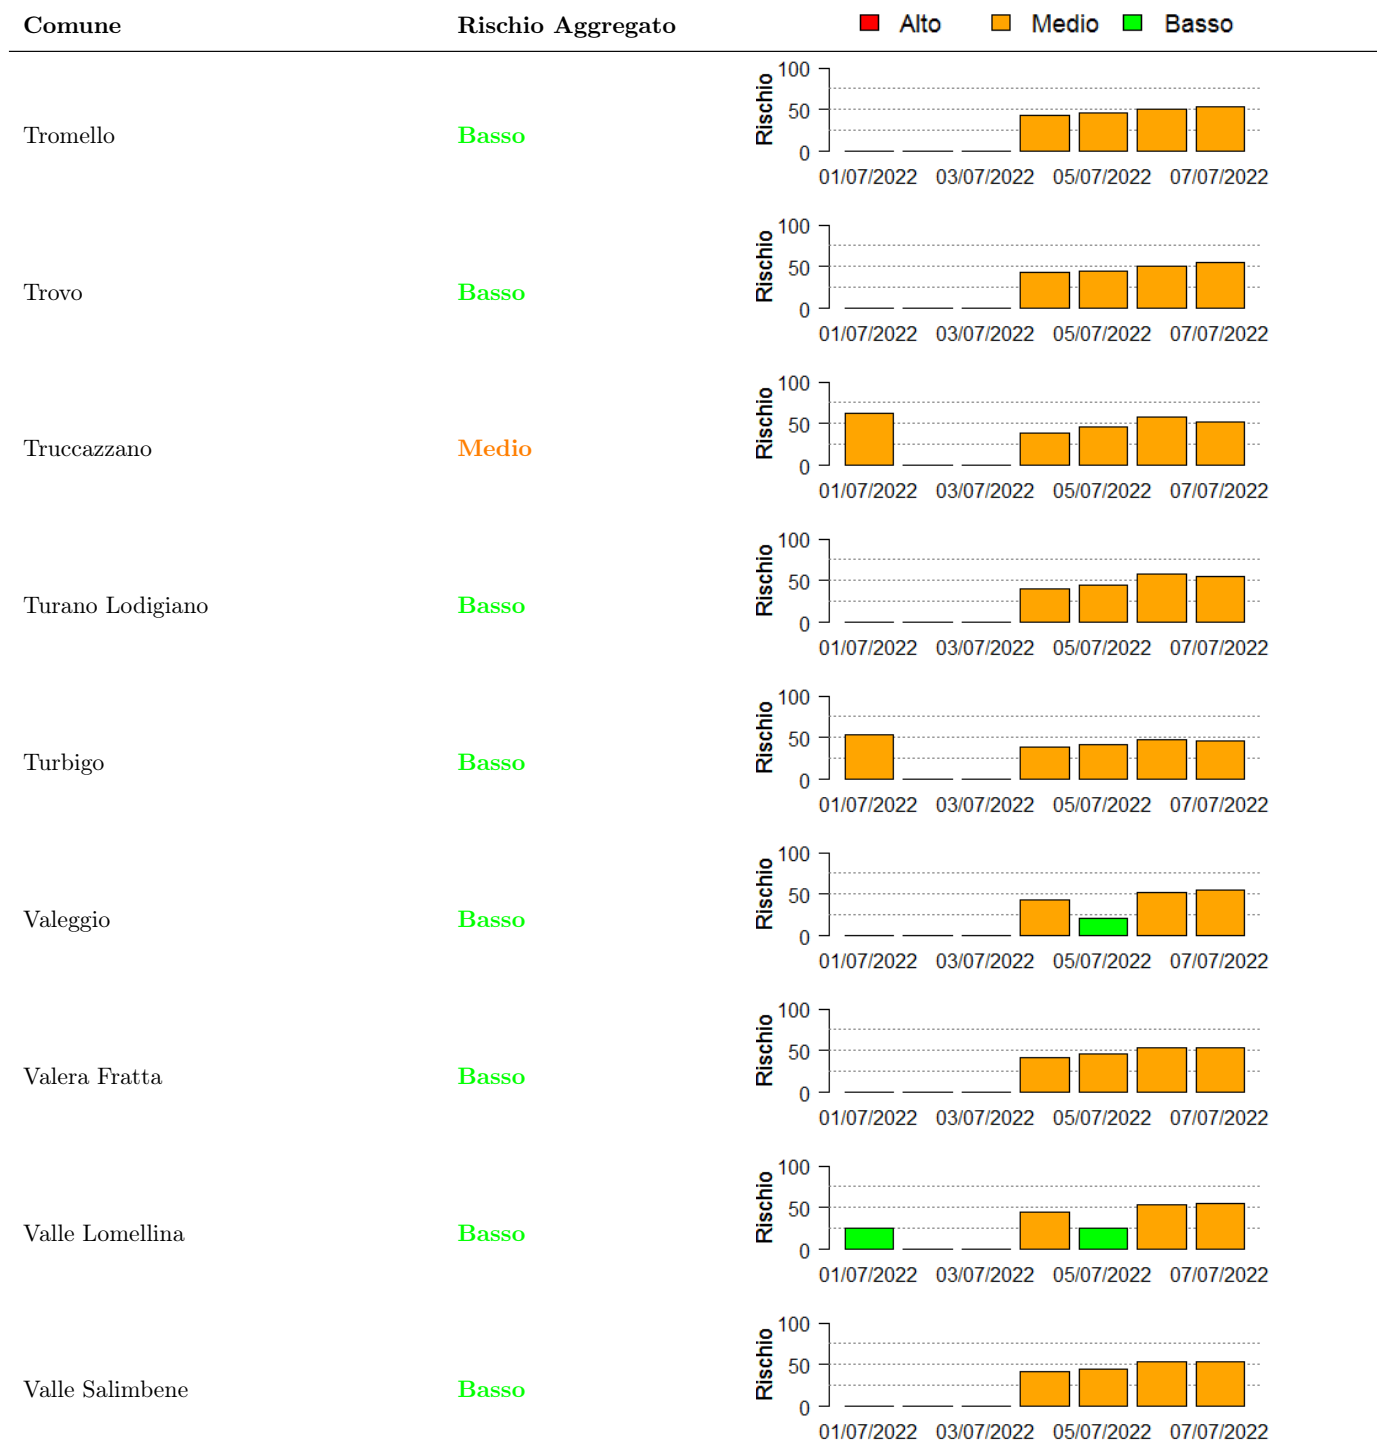 Comune Rischio Aggregato Alto Medio Basso
Tromello Basso Rischio 100 50 0
01/07/2022 03/07/2022 05/07/2022 07/07/2022
Trovo Basso Rischio 100 50 0
01/07/2022 03/07/2022 05/07/2022 07/07/2022
Truccazzano Medio Rischio 100 50 0
01/07/2022 03/07/2022 05/07/2022 07/07/2022
Turano Lodigiano Basso Rischio 100 50 0
01/07/2022 03/07/2022 05/07/2022 07/07/2022
Turbigo Basso Rischio 100 50 0
01/07/2022 03/07/2022 05/07/2022 07/07/2022
Valeggio Basso Rischio 100 50 0
01/07/2022 03/07/2022 05/07/2022 07/07/2022
Valera Fratta Basso Rischio 100 50 0
01/07/2022 03/07/2022 05/07/2022 07/07/2022
Valle Lomellina Basso Rischio 100 50 0
01/07/2022 03/07/2022 05/07/2022 07/07/2022
Valle Salimbene Basso Rischio 100 50 0
01/07/2022 03/07/2022 05/07/2022 07/07/2022